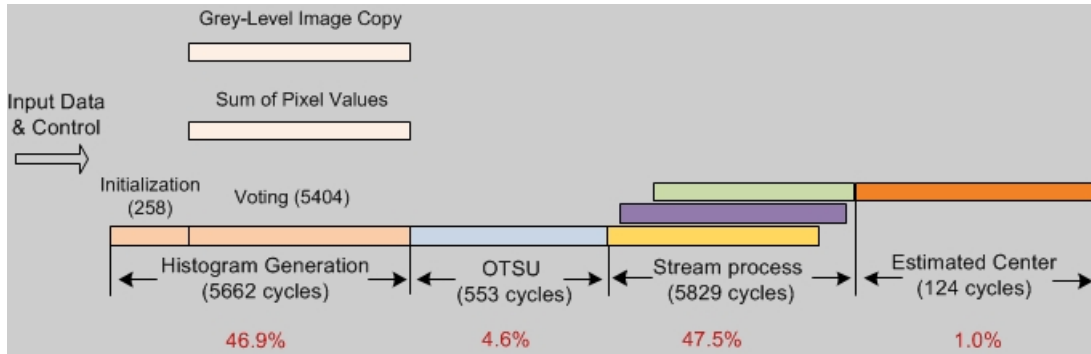 Grey-Level Image Copy
Sum of Pixel Values
Input Data
& Control
Initialization
(258)
Voting (5404)
Histogram Generation
(5662 cycles)
OTSU
(553 cycles)
Stream process
(5829 cycles)
Estimated Center
(124 cycles)
46.9%
4.6%
47.5%
1.0%